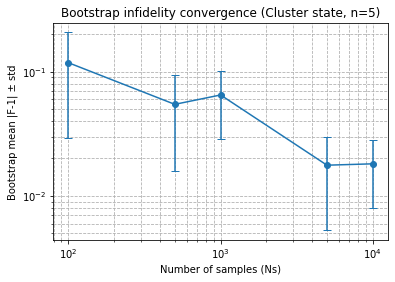 Bootstrap infidelity convergence (Cluster state, n=5)
Bootstrap mean |F-1| ± std
10⁻¹
10⁻²
10² 10³ 10⁴
Number of samples (Ns)